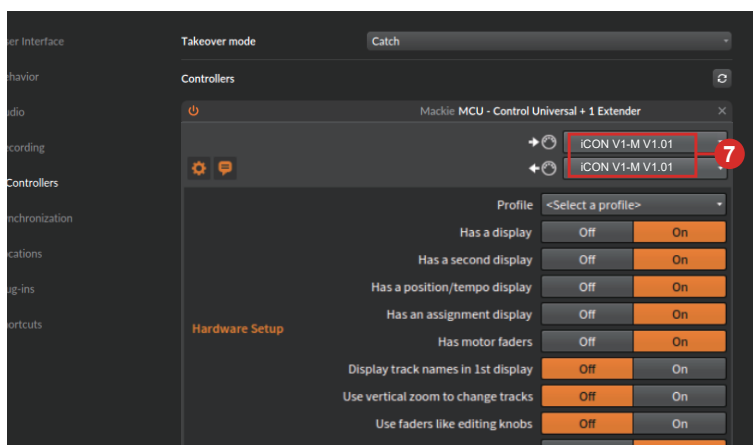 ser Interface
Takeover mode
Catch
ehavior
Controllers
udio
Mackie MCU - Control Universal + 1 Extender
ecording
iCON V1-M V1.01
7
iCON V1-M V1.01
Controllers
Profile <Select a profile>
nchronization
Has a display Off On
cations
Has a second display Off On
ug-ins
Has a position/tempo display Off On
Has an assignment display Off On
ortcuts
Hardware Setup
Has motor faders Off On
Display track names in 1st display Off On
Use vertical zoom to change tracks Off On
Use faders like editing knobs Off On